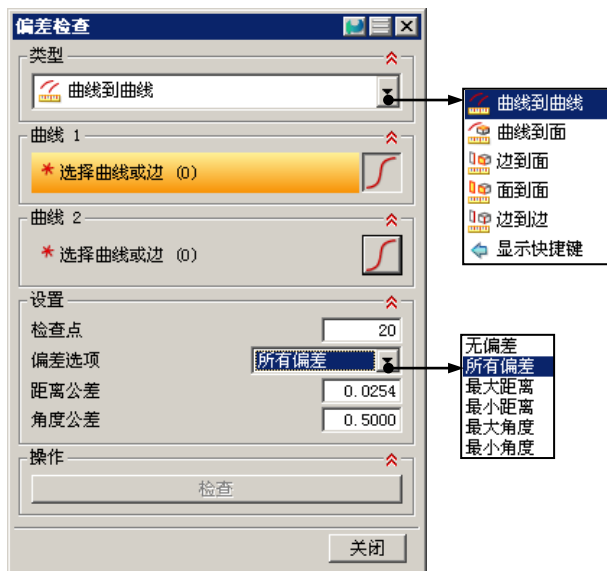 偏差检查
类型
曲线到曲线
曲线 1
* 选择曲线或边 (0)
曲线 2
* 选择曲线或边 (0)
设置
检查点 20
偏差选项 所有偏差
距离公差 0.0254
角度公差 0.5000
操作
检查
关闭
曲线到曲线
曲线到面
边到面
面到面
边到边
显示快捷键
无偏差
所有偏差
最大距离
最小距离
最大角度
最小角度